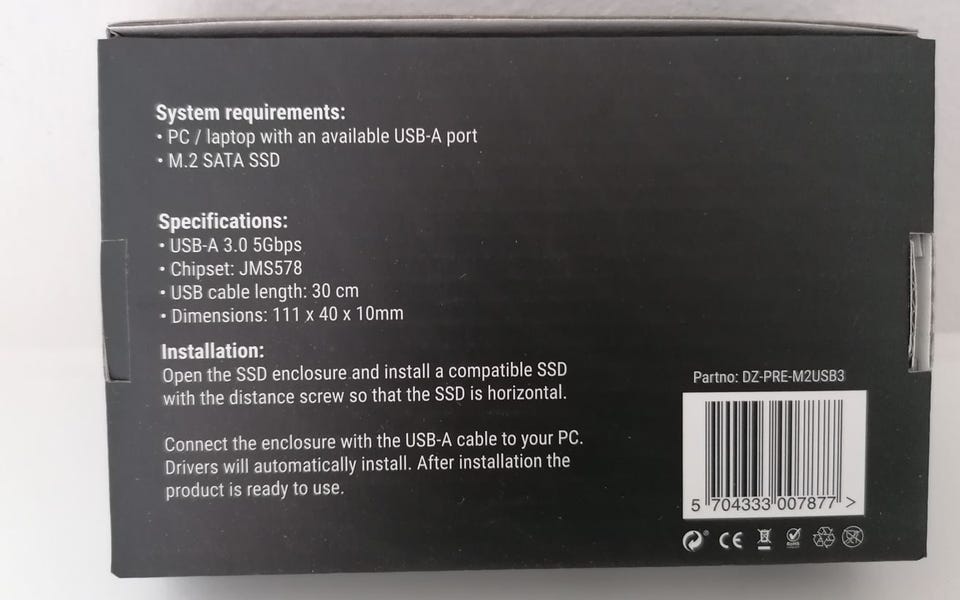 System requirements:
• PC / laptop with an available USB-A port
• M.2 SATA SSD
Specifications:
• USB-A 3.0 5Gbps
• Chipset: JMS578
• USB cable length: 30 cm
• Dimensions: 111 x 40 x 10mm
Installation:
Open the SSD enclosure and install a compatible SSD
with the distance screw so that the SSD is horizontal.
Connect the enclosure with the USB-A cable to your PC.
Drivers will automatically install. After installation the
product is ready to use.
Partno: DZ-PRE-M2USB3
5 704333 007877 >
CE
RoHS